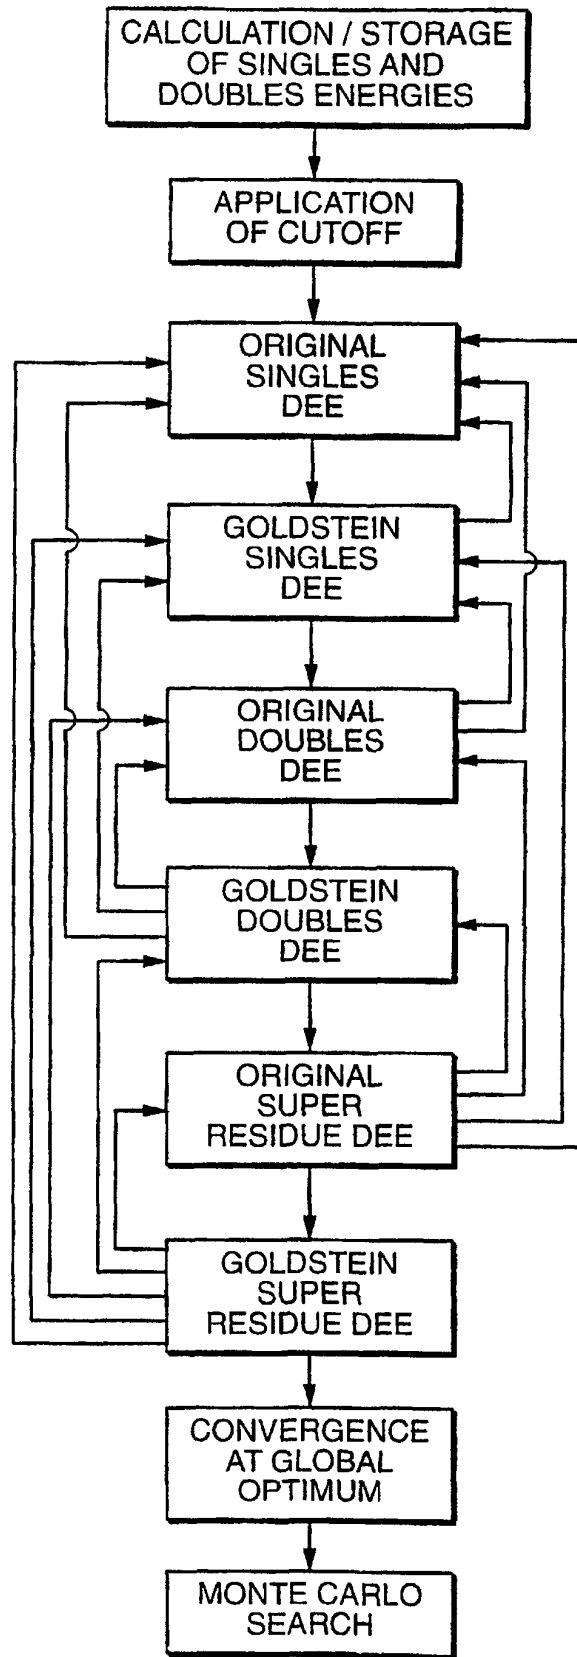 CALCULATION / STORAGE
OF SINGLES AND
DOUBLES ENERGIES
APPLICATION
OF CUTOFF
ORIGINAL
SINGLES
DEE
GOLDSTEIN
SINGLES
DEE
ORIGINAL
DOUBLES
DEE
GOLDSTEIN
DOUBLES
DEE
ORIGINAL
SUPER
RESIDUE DEE
GOLDSTEIN
SUPER
RESIDUE DEE
CONVERGENCE
AT GLOBAL
OPTIMUM
MONTE CARLO
SEARCH